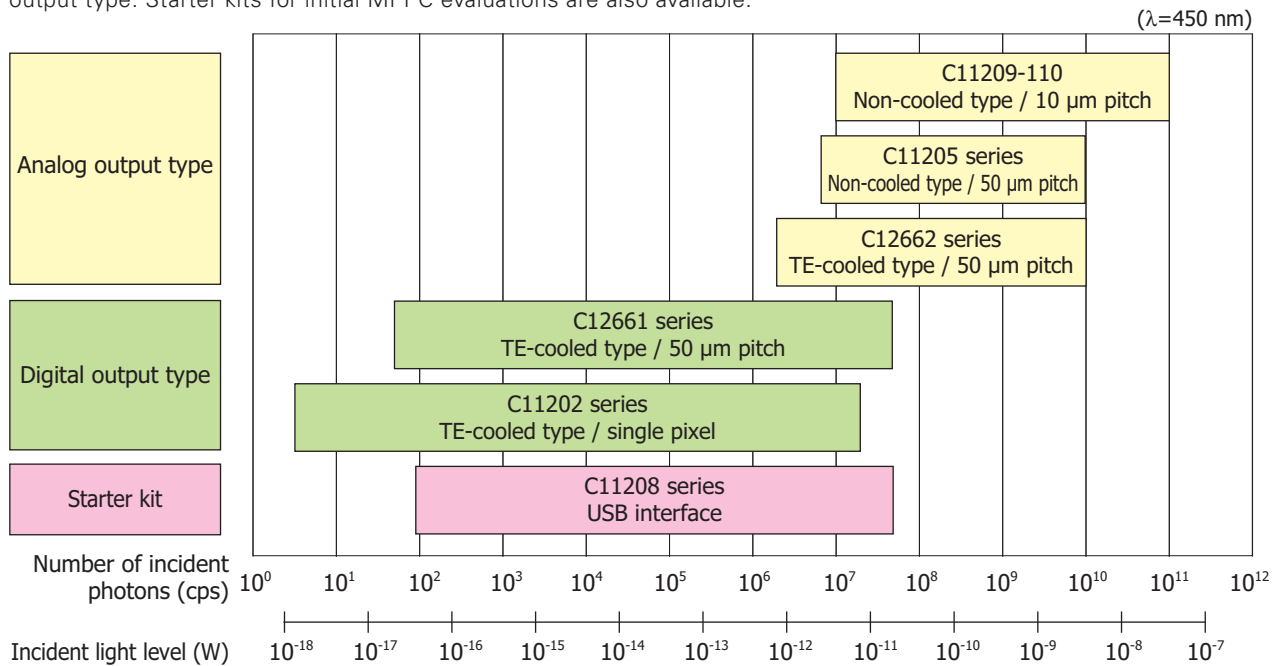 output type. Starter kits for initial MPPC evaluations are also available.
(λ=450 nm)
Analog output type
C11209-110
Non-cooled type / 10 μm pitch
C11205 series
Non-cooled type / 50 μm pitch
C12662 series
TE-cooled type / 50 μm pitch
Digital output type
C12661 series
TE-cooled type / 50 μm pitch
C11202 series
TE-cooled type / single pixel
Starter kit
C11208 series
USB interface
Number of incident
photons (cps)
10⁰ 10¹ 10² 10³ 10⁴ 10⁵ 10⁶ 10⁷ 10⁸ 10⁹ 10¹⁰ 10¹¹ 10¹²
Incident light level (W)
10⁻¹⁸ 10⁻¹⁷ 10⁻¹⁶ 10⁻¹⁵ 10⁻¹⁴ 10⁻¹³ 10⁻¹² 10⁻¹¹ 10⁻¹⁰ 10⁻⁹ 10⁻⁸ 10⁻⁷